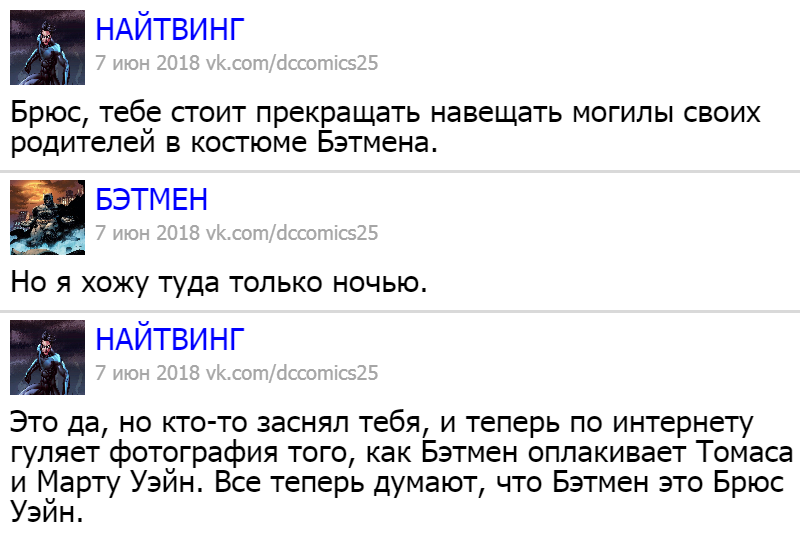 НАЙТВИНГ
7 июн 2018 vk.com/dccomics25
Брюс, тебе стоит прекращать навещать могилы своих
родителей в костюме Бэтмена.
БЭТМЕН
7 июн 2018 vk.com/dccomics25
Но я хожу туда только ночью.
НАЙТВИНГ
7 июн 2018 vk.com/dccomics25
Это да, но кто-то заснял тебя, и теперь по интернету
гуляет фотография того, как Бэтмен оплакивает Томаса
и Марту Уэйн. Все теперь думают, что Бэтмен это Брюс
Уэйн.